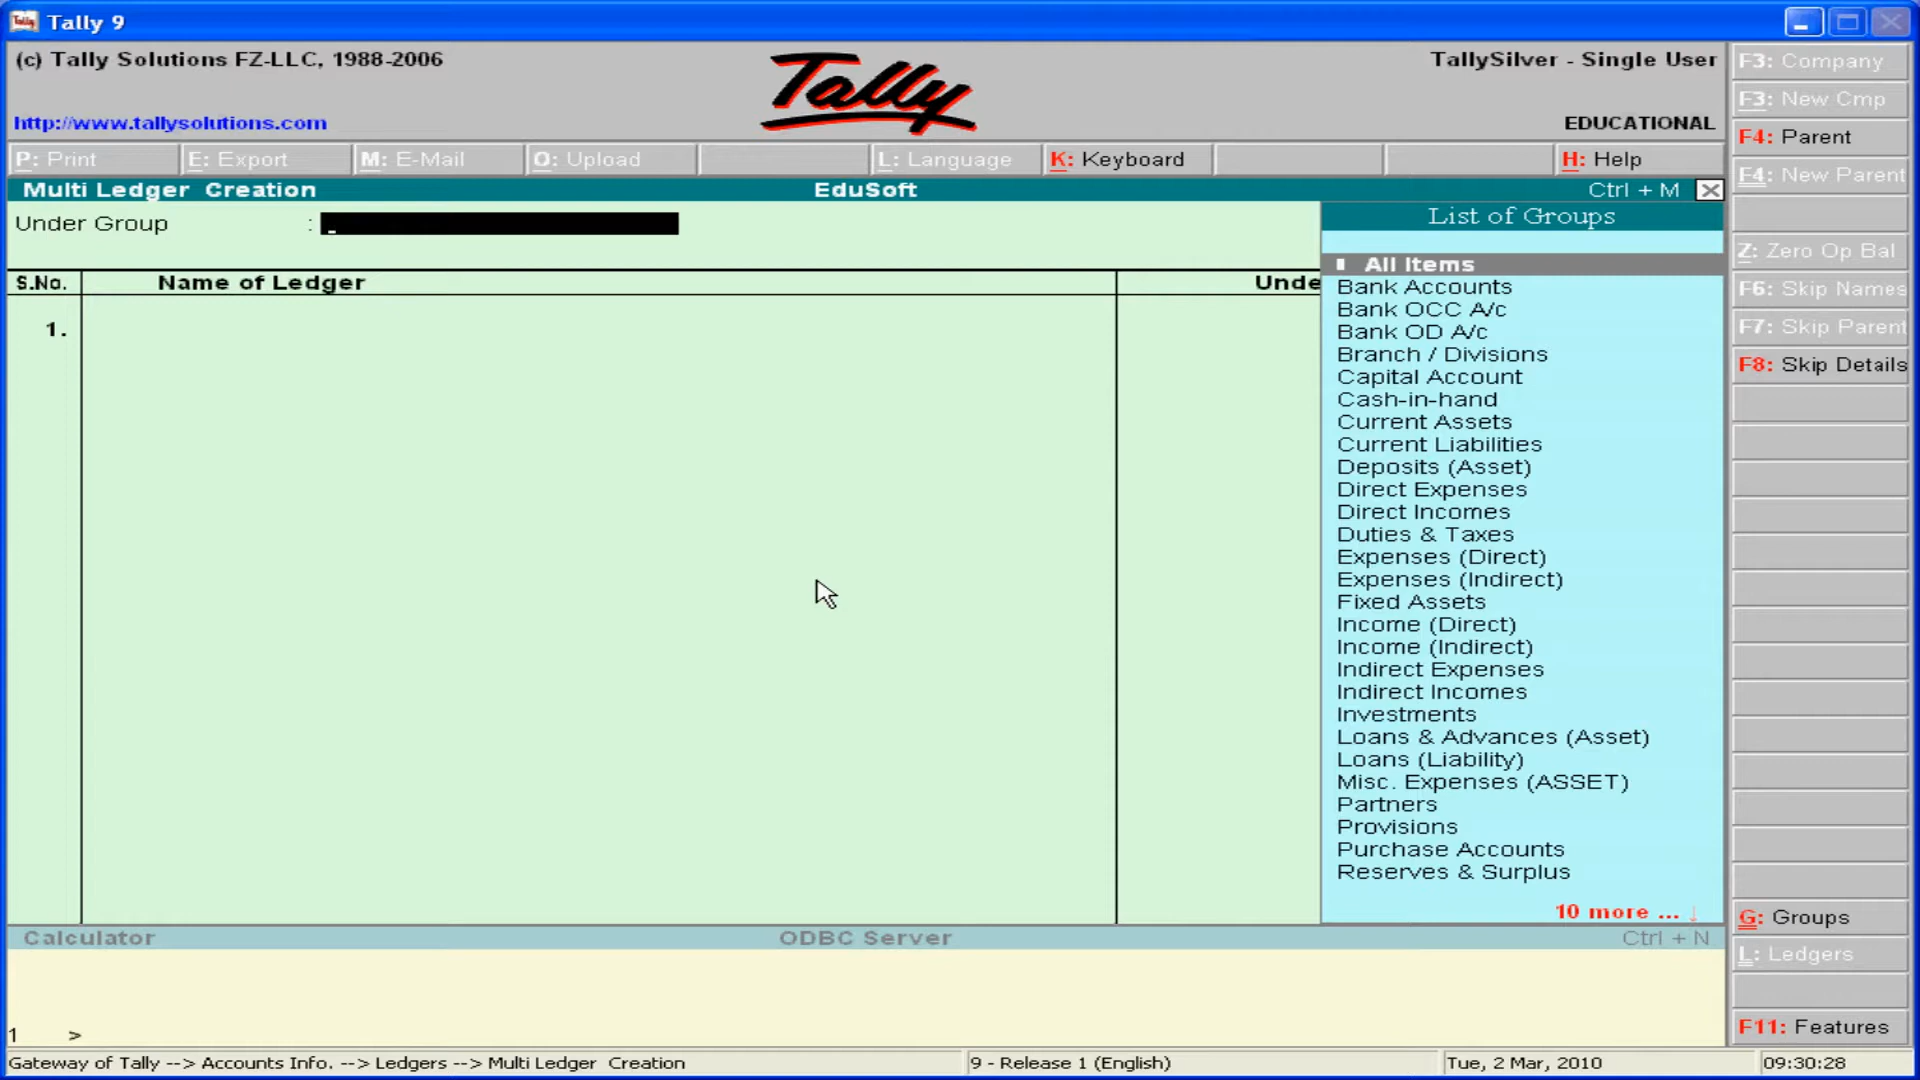 Tally 9
(c) Tally Solutions FZ-LLC, 1988-2006
Tally
TallySilver - Single User
http://www.tallysolutions.com
EDUCATIONAL
P: Print
E: Export
M: E-Mail
O: Upload
L: Language
K: Keyboard
H: Help
Multi Ledger Creation
EduSoft
Ctrl + M
Under Group :
S.No.
Name of Ledger
Unde
1.
List of Groups
All Items
Bank Accounts
Bank OCC A/c
Bank OD A/c
Branch / Divisions
Capital Account
Cash-in-hand
Current Assets
Current Liabilities
Deposits (Asset)
Direct Expenses
Direct Incomes
Duties & Taxes
Expenses (Direct)
Expenses (Indirect)
Fixed Assets
Income (Direct)
Income (Indirect)
Indirect Expenses
Indirect Incomes
Investments
Loans & Advances (Asset)
Loans (Liability)
Misc. Expenses (ASSET)
Partners
Provisions
Purchase Accounts
Reserves & Surplus
10 more ... ↓
F3: Company
F3: New Cmp
F4: Parent
F4: New Parent
Z: Zero Op Bal
F6: Skip Names
F7: Skip Parent
F8: Skip Details
G: Groups
L: Ledgers
F11: Features
Calculator
ODBC Server
Ctrl + N
1 >
Gateway of Tally --> Accounts Info. --> Ledgers --> Multi Ledger Creation
9 - Release 1 (English)
Tue, 2 Mar, 2010
09:30:28